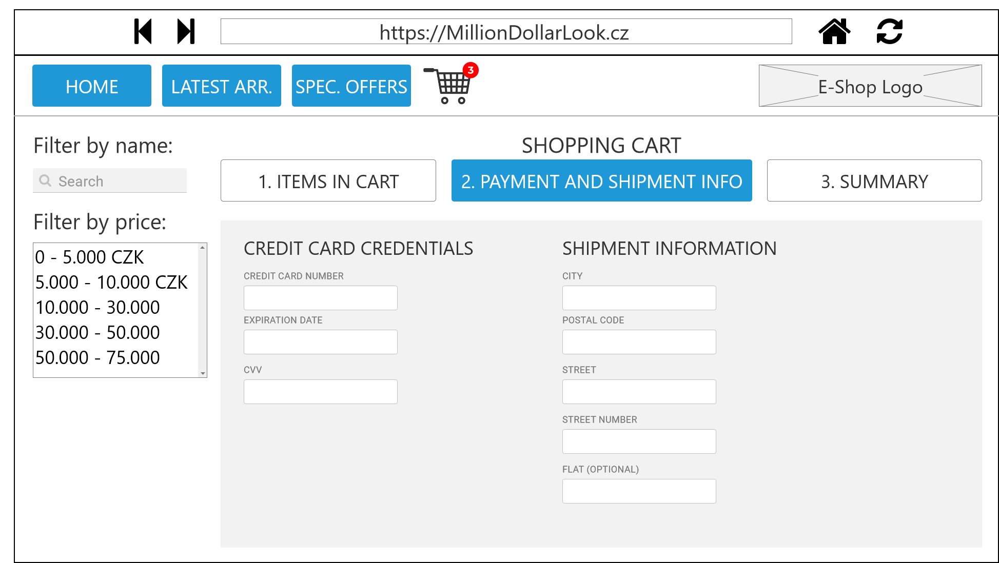 https://MillionDollarLook.cz
HOME
LATEST ARR.
SPEC. OFFERS
3
E-Shop Logo
Filter by name:
Search
Filter by price:
0 - 5.000 CZK
5.000 - 10.000 CZK
10.000 - 30.000
30.000 - 50.000
50.000 - 75.000
SHOPPING CART
1. ITEMS IN CART
2. PAYMENT AND SHIPMENT INFO
3. SUMMARY
CREDIT CARD CREDENTIALS
CREDIT CARD NUMBER
EXPIRATION DATE
CVV
SHIPMENT INFORMATION
CITY
POSTAL CODE
STREET
STREET NUMBER
FLAT (OPTIONAL)